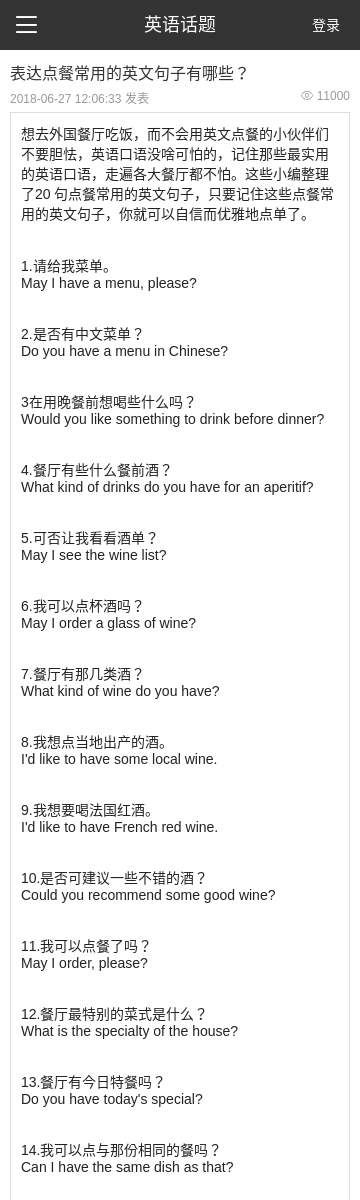 英语话题
登录
表达点餐常用的英文句子有哪些？
2018-06-27 12:06:33 发表
11000
想去外国餐厅吃饭，而不会用英文点餐的小伙伴们
不要胆怯，英语口语没啥可怕的，记住那些最实用
的英语口语，走遍各大餐厅都不怕。这些小编整理
了20 句点餐常用的英文句子，只要记住这些点餐常
用的英文句子，你就可以自信而优雅地点单了。
1.请给我菜单。
May I have a menu, please?
2.是否有中文菜单？
Do you have a menu in Chinese?
3在用晚餐前想喝些什么吗？
Would you like something to drink before dinner?
4.餐厅有些什么餐前酒？
What kind of drinks do you have for an aperitif?
5.可否让我看看酒单？
May I see the wine list?
6.我可以点杯酒吗？
May I order a glass of wine?
7.餐厅有那几类酒？
What kind of wine do you have?
8.我想点当地出产的酒。
I'd like to have some local wine.
9.我想要喝法国红酒。
I'd like to have French red wine.
10.是否可建议一些不错的酒？
Could you recommend some good wine?
11.我可以点餐了吗？
May I order, please?
12.餐厅最特别的菜式是什么？
What is the specialty of the house?
13.餐厅有今日特餐吗？
Do you have today's special?
14.我可以点与那份相同的餐吗？
Can I have the same dish as that?